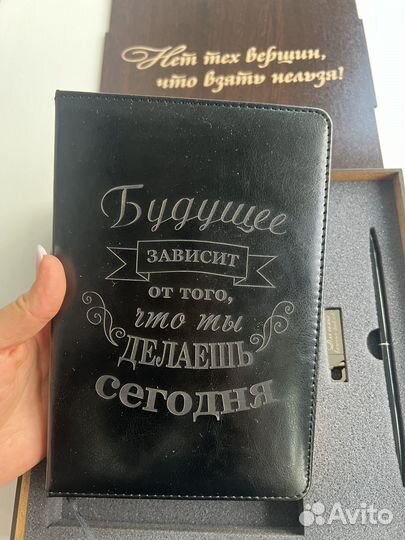 Нет тех вершин,
что взять нельзя!
Будущее
ЗАВИСИТ
ОТ ТОГО,
что ты
ДЕЛАЕШЬ
сегодня
Avito